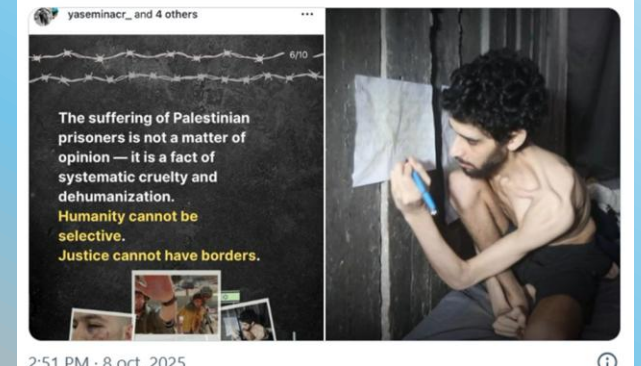 yaseminacr_ and 4 others
6/10
The suffering of Palestinian
prisoners is not a matter of
opinion — it is a fact of
systematic cruelty and
dehumanization.
Humanity cannot be
selective.
Justice cannot have borders.
2:51 PM · 8 oct. 2025